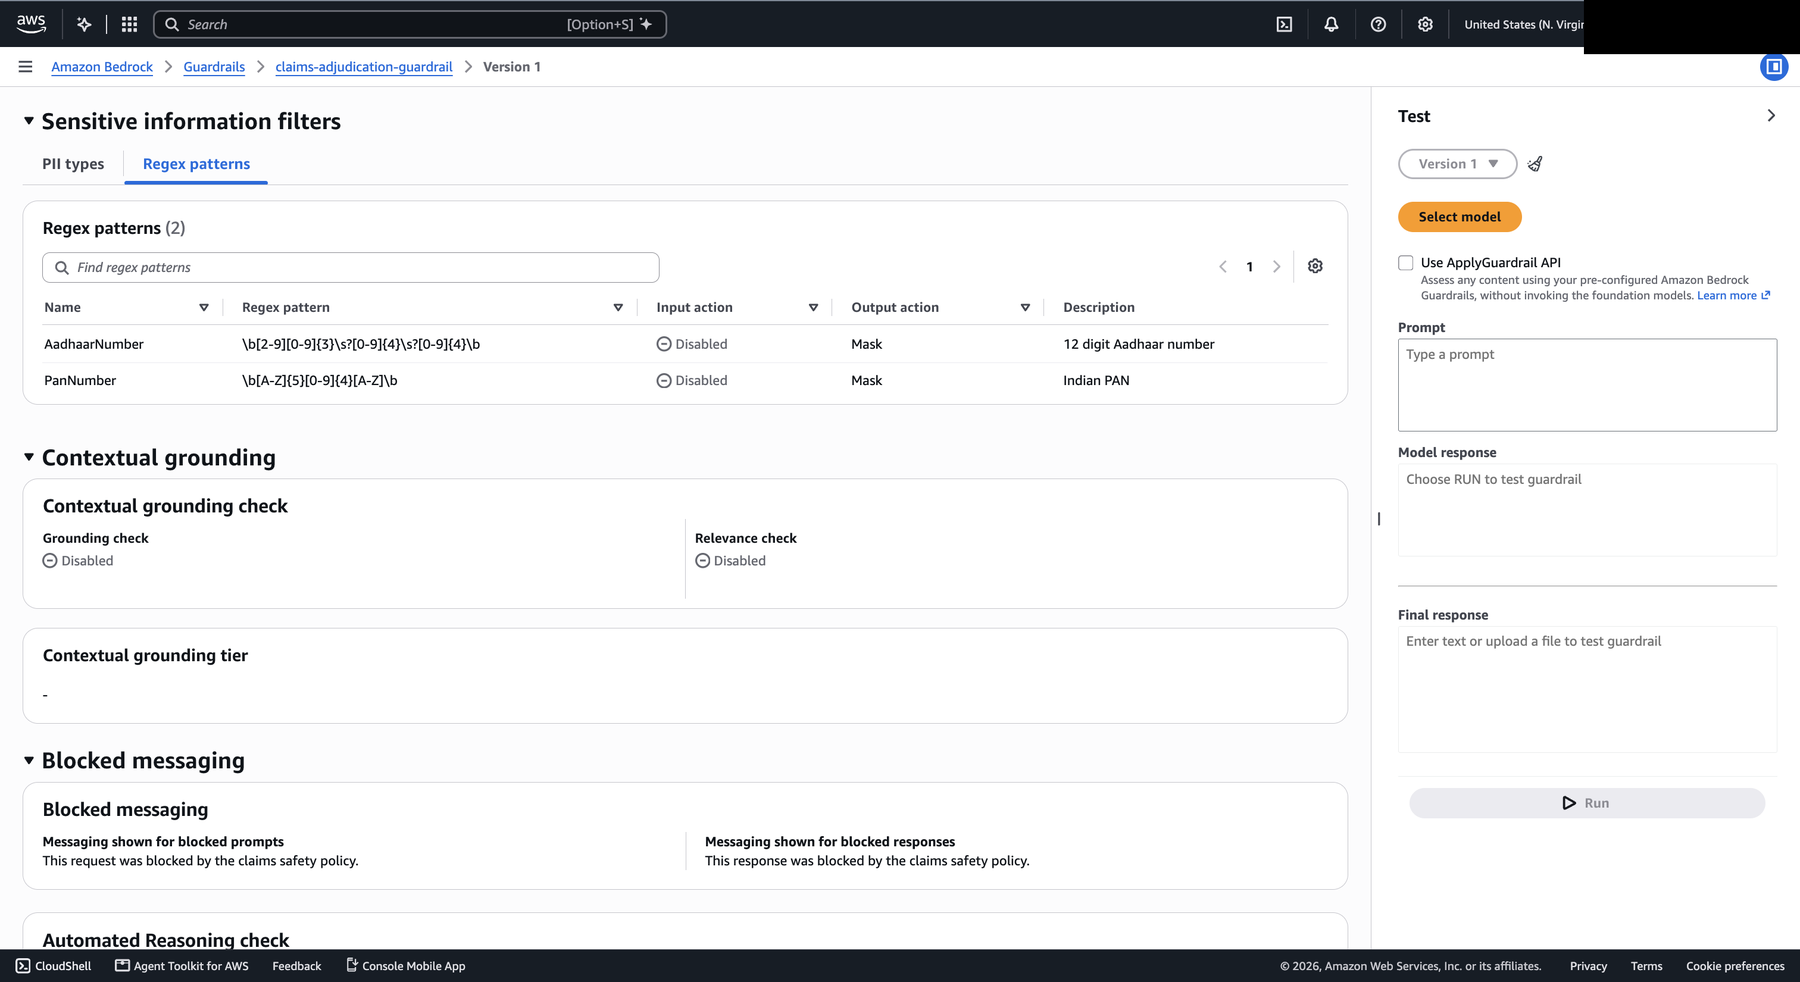 aws
Search
[Option+S]
United States (N. Virgin
Amazon Bedrock > Guardrails > claims-adjudication-guardrail > Version 1
Sensitive information filters
PII types
Regex patterns
Regex patterns (2)
Find regex patterns
1
Name Regex pattern Input action Output action Description
AadhaarNumber \b[2-9][0-9]{3}\s?[0-9]{4}\s?[0-9]{4}\b Disabled Mask 12 digit Aadhaar number
PanNumber \b[A-Z]{5}[0-9]{4}[A-Z]\b Disabled Mask Indian PAN
Contextual grounding
Contextual grounding check
Grounding check
Disabled
Relevance check
Disabled
Contextual grounding tier
-
Blocked messaging
Blocked messaging
Messaging shown for blocked prompts
This request was blocked by the claims safety policy.
Messaging shown for blocked responses
This response was blocked by the claims safety policy.
Automated Reasoning check
Test
Version 1
Select model
Use ApplyGuardrail API
Assess any content using your pre-configured Amazon Bedrock
Guardrails, without invoking the foundation models. Learn more
Prompt
Type a prompt
Model response
Choose RUN to test guardrail
Final response
Enter text or upload a file to test guardrail
Run
CloudShell Agent Toolkit for AWS Feedback Console Mobile App
© 2026, Amazon Web Services, Inc. or its affiliates. Privacy Terms Cookie preferences